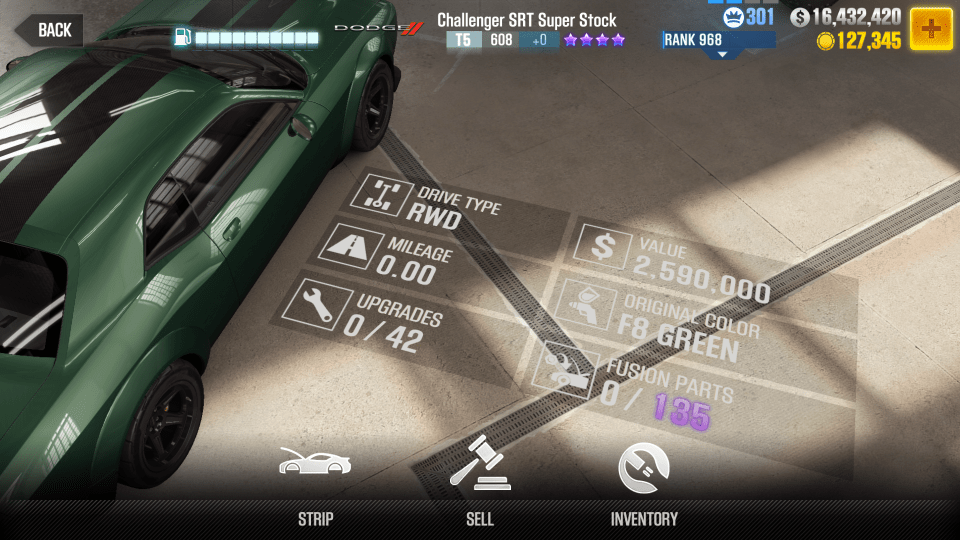 BACK
DODGE
Challenger SRT Super Stock
T5 608 +0
301
RANK 968
$ 16,432,420
127,345
DRIVE TYPE
RWD
MILEAGE
0.00
UPGRADES
0/42
$ VALUE
2.590,000
ORIGINAL COLOR
F8 GREEN
FUSION PARTS
0/135
STRIP
SELL
INVENTORY